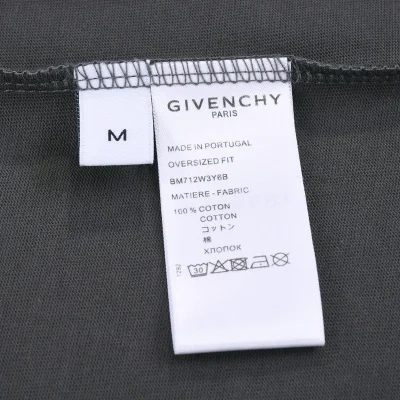 M
GIVENCHY
PARIS
MADE IN PORTUGAL
OVERSIZED FIT
BM712W3Y6B
MATIERE - FABRIC
100 % COTON
COTTON
コットン
棉
ХЛОПОК
30